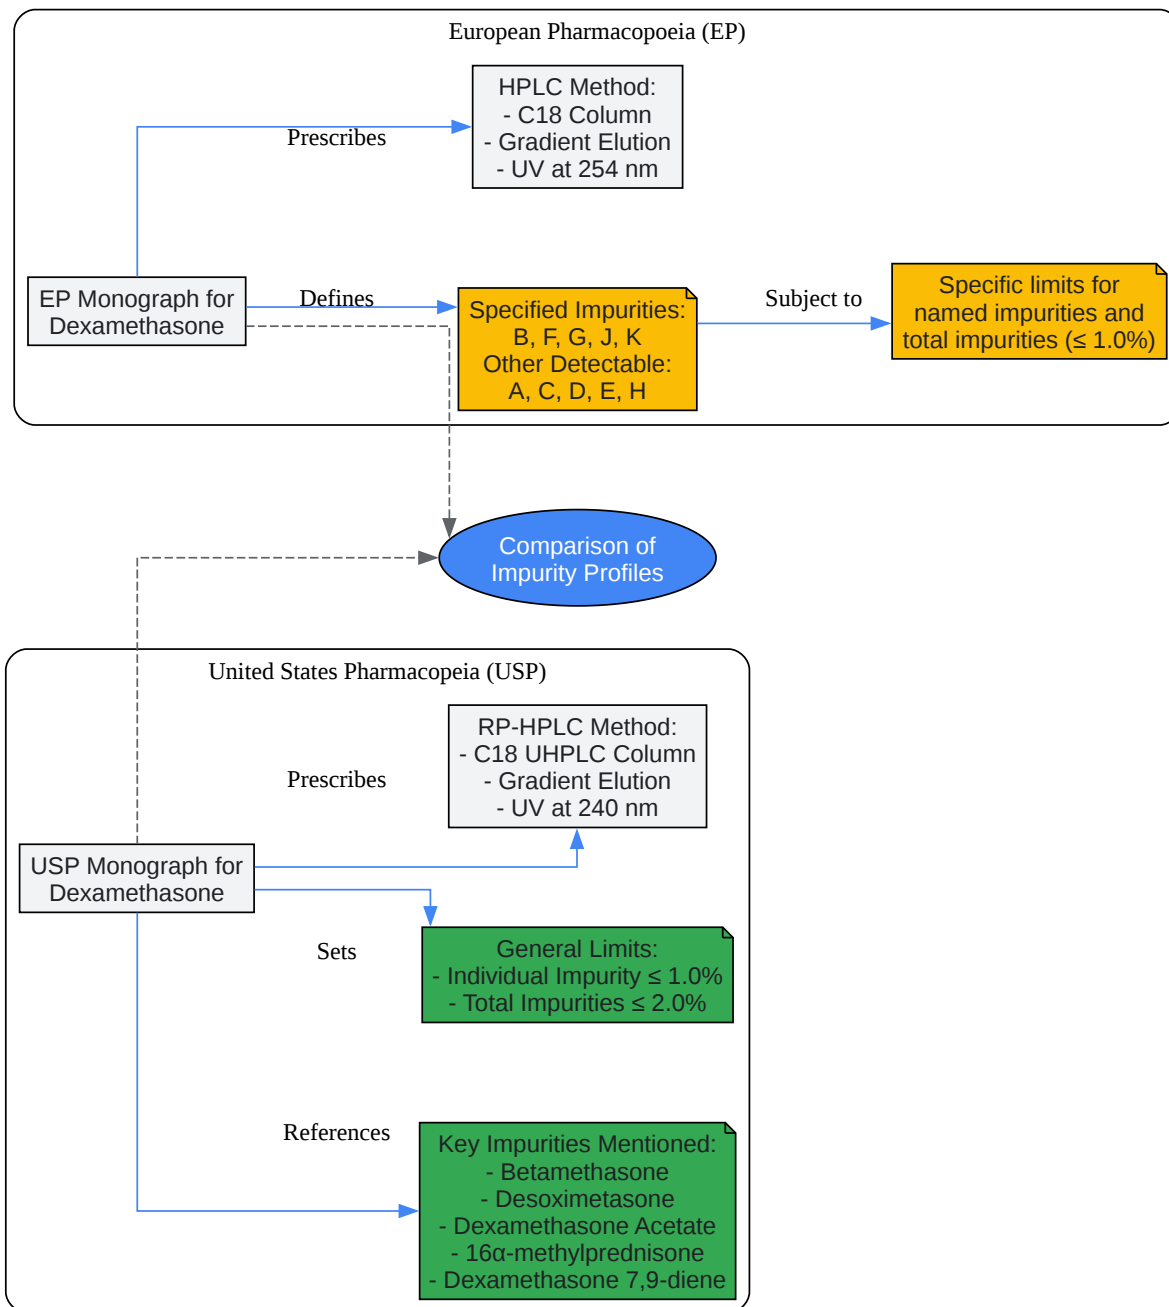 European Pharmacopoeia (EP)
HPLC Method:
- C18 Column
- Gradient Elution
- UV at 254 nm
Prescribes
EP Monograph for
Dexamethasone
Defines
Specified Impurities:
B, F, G, J, K
Other Detectable:
A, C, D, E, H
Subject to
Specific limits for
named impurities and
total impurities (≤ 1.0%)
Comparison of
Impurity Profiles
United States Pharmacopeia (USP)
RP-HPLC Method:
- C18 UHPLC Column
- Gradient Elution
- UV at 240 nm
Prescribes
USP Monograph for
Dexamethasone
Sets
General Limits:
- Individual Impurity ≤ 1.0%
- Total Impurities ≤ 2.0%
References
Key Impurities Mentioned:
- Betamethasone
- Desoximetasone
- Dexamethasone Acetate
- 16α-methylprednisone
- Dexamethasone 7,9-diene